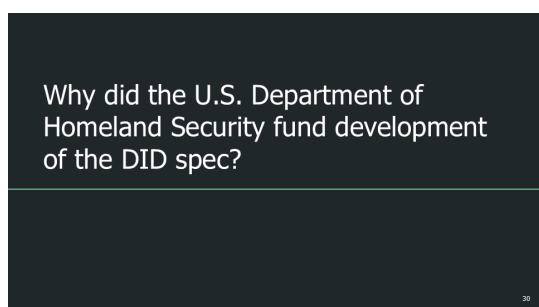 Why did the U.S. Department of
Homeland Security fund development
of the DID spec?
30